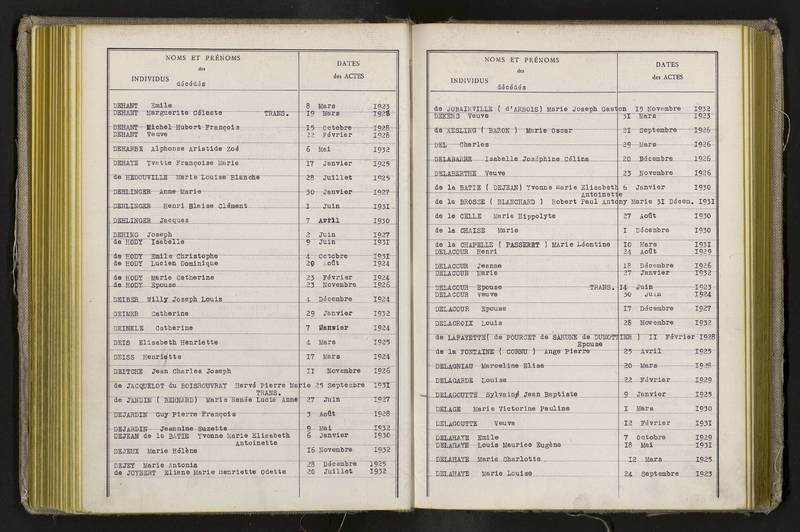 NOMS ET PRÉNOMS
des
INDIVIDUS
décédés
DATES
des ACTES
DEHANT Emile 8 Mars 1923
DEHANT Marguerite Céleste TRANS. 19 Mars 1928
DEHANT Michel Hubert François 15 Octobre 1928
DEHANT Veuve 22 Février 1928
DEHARBE Alphonse Aristide Zoé 6 Mai 1932
DEHAYE Yvette Françoise Marie 17 Janvier 1925
de HEDOUVILLE Marie Louise Blanche 28 Juillet 1923
DEHLINGER Anne Marie 30 Janvier 1927
DEHLINGER Henri Blaise Clément 1 Juin 1931
DEHLINGER Jacques 7 Avril 1930
DEHING Joseph 2 Juin 1927
de HODY Isabelle 9 Juin 1931
de HODY Emile Christophe 4 Octobre 1931
de HODY Lucien Dominique 29 Août 1924
de HODY Marie Catherine 23 Février 1924
de HODY Epouse 23 Novembre 1926
DEIBER Willy Joseph Louis 4 Décembre 1924
DEIMER Catherine 29 Janvier 1932
DEINELE Catherine 7 Janvier 1924
DEIS Elisabeth Henriette 4 Mars 1925
DEISS Henriette 17 Mars 1924
DEITCHE Jean Charles Joseph 11 Novembre 1926
de JACQUELOT du BOISROUVRAY Hervé Pierre Marie 25 Septembre 1931
TRANS.
de JANDIN ( BERNARD) Marie Renée Lucie Anne 27 Juin 1927
DEJARDIN Guy Pierre François 3 Août 1928
DEJARDIN Jeannine Suzette 9 Mai 1932
DEJEAN de la BATIE Yvonne Marie Elisabeth 6 Janvier 1930
Antoinette
DEJEUX Marie Hélène 16 Novembre 1932
DEJEY Marie Antonia 28 Décembre 1925
de JOYBERT Eliane Marie Henriette Odette 20 Juillet 1932
NOMS ET PRÉNOMS
des
INDIVIDUS
décédés
DATES
des ACTES
de JOBAIRVILLE ( d'ARBOIS) Marie Joseph Gaston 15 Novembre 1932
DEKENS Veuve 31 Mars 1923
de KESLING ( BARON ) Marie Oscar 21 Septembre 1926
DEL Charles 29 Mars 1926
DELABARRE Isabelle Joséphine Célina 20 Décembre 1926
DELABERTHE Veuve 23 Novembre 1926
de la BATIE ( DEJEAN) Yvonne Marie Elisabeth 6 Janvier 1930
Antoinette
de la BROSSE ( BLANCHARD ) Robert Paul Antony Marie 31 Décem. 1931
de le CELLE Marie Hippolyte 27 Août 1930
de la CHAISE Marie 1 Décembre 1930
de la CHAPELLE ( PASSERET ) Marie Léontine 10 Mars 1931
DELACOUR Henri 24 Août 1929
DELACOUR Jeanne 18 Décembre 1926
DELACOUR Marie 27 Janvier 1932
DELACOUR Epouse TRANS. 14 Juin 1923
DELACOUR Veuve 30 Juin 1924
DELACOUR Epouse 17 Décembre 1927
DELACROIX Louis 28 Novembre 1932
de LAFAYETTE( de POURCET de SAHUNE de DUMOTTIER ) 11 Février 1928
Epouse
de la FONTAINE ( CORNU ) Ange Pierre 25 Avril 1925
DELAGNIAU Marceline Elise 20 Mars
DELAGARDE Louise 22 Février 1929
DELAGOUTTE Sylvain Jean Baptiste 9 Janvier 1925
DELAGE Marie Victorine Pauline 1 Mars 1930
DELAGOUTTE Veuve 12 Février 1931
DELAHAYE Emile 7 Octobre 1929
DELAHAYE Louis Maurice Eugène 18 Mai 1931
DELAHAYE Marie Charlotte 12 Mars 1925
DELAHAYE Marie Louise 24 Septembre 1923